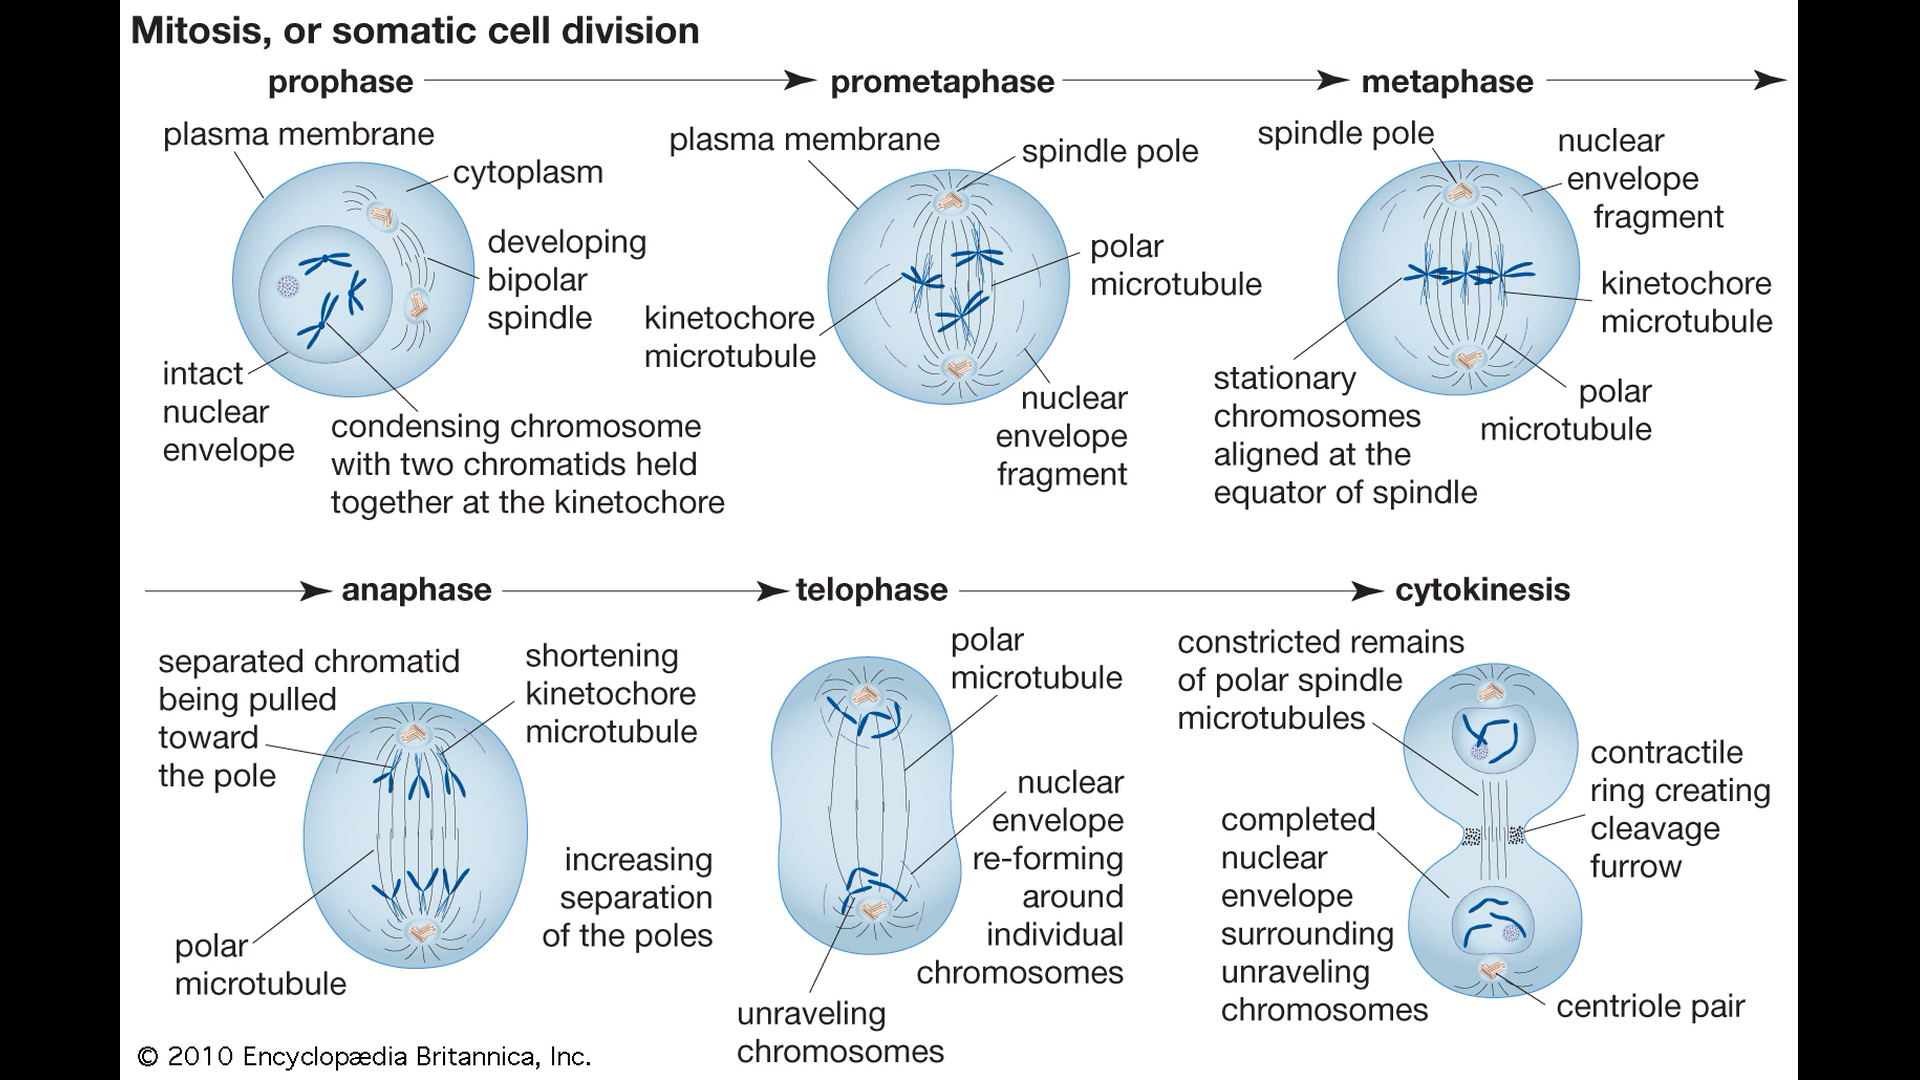 Mitosis, or somatic cell division
prophase
prometaphase
metaphase
plasma membrane
cytoplasm
developing
bipolar
spindle
intact
nuclear
envelope
condensing chromosome
with two chromatids held
together at the kinetochore
plasma membrane
spindle pole
polar
microtubule
kinetochore
microtubule
nuclear
envelope
fragment
spindle pole
nuclear
envelope
fragment
kinetochore
microtubule
stationary
chromosomes
aligned at the
equator of spindle
polar
microtubule
anaphase
telophase
cytokinesis
separated chromatid
being pulled
toward
the pole
shortening
kinetochore
microtubule
increasing
separation
of the poles
polar
microtubule
polar
microtubule
nuclear
envelope
re-forming
around
individual
chromosomes
unraveling
chromosomes
constricted remains
of polar spindle
microtubules
contractile
ring creating
cleavage
furrow
completed
nuclear
envelope
surrounding
unraveling
chromosomes
centriole pair
© 2010 Encyclopædia Britannica, Inc.